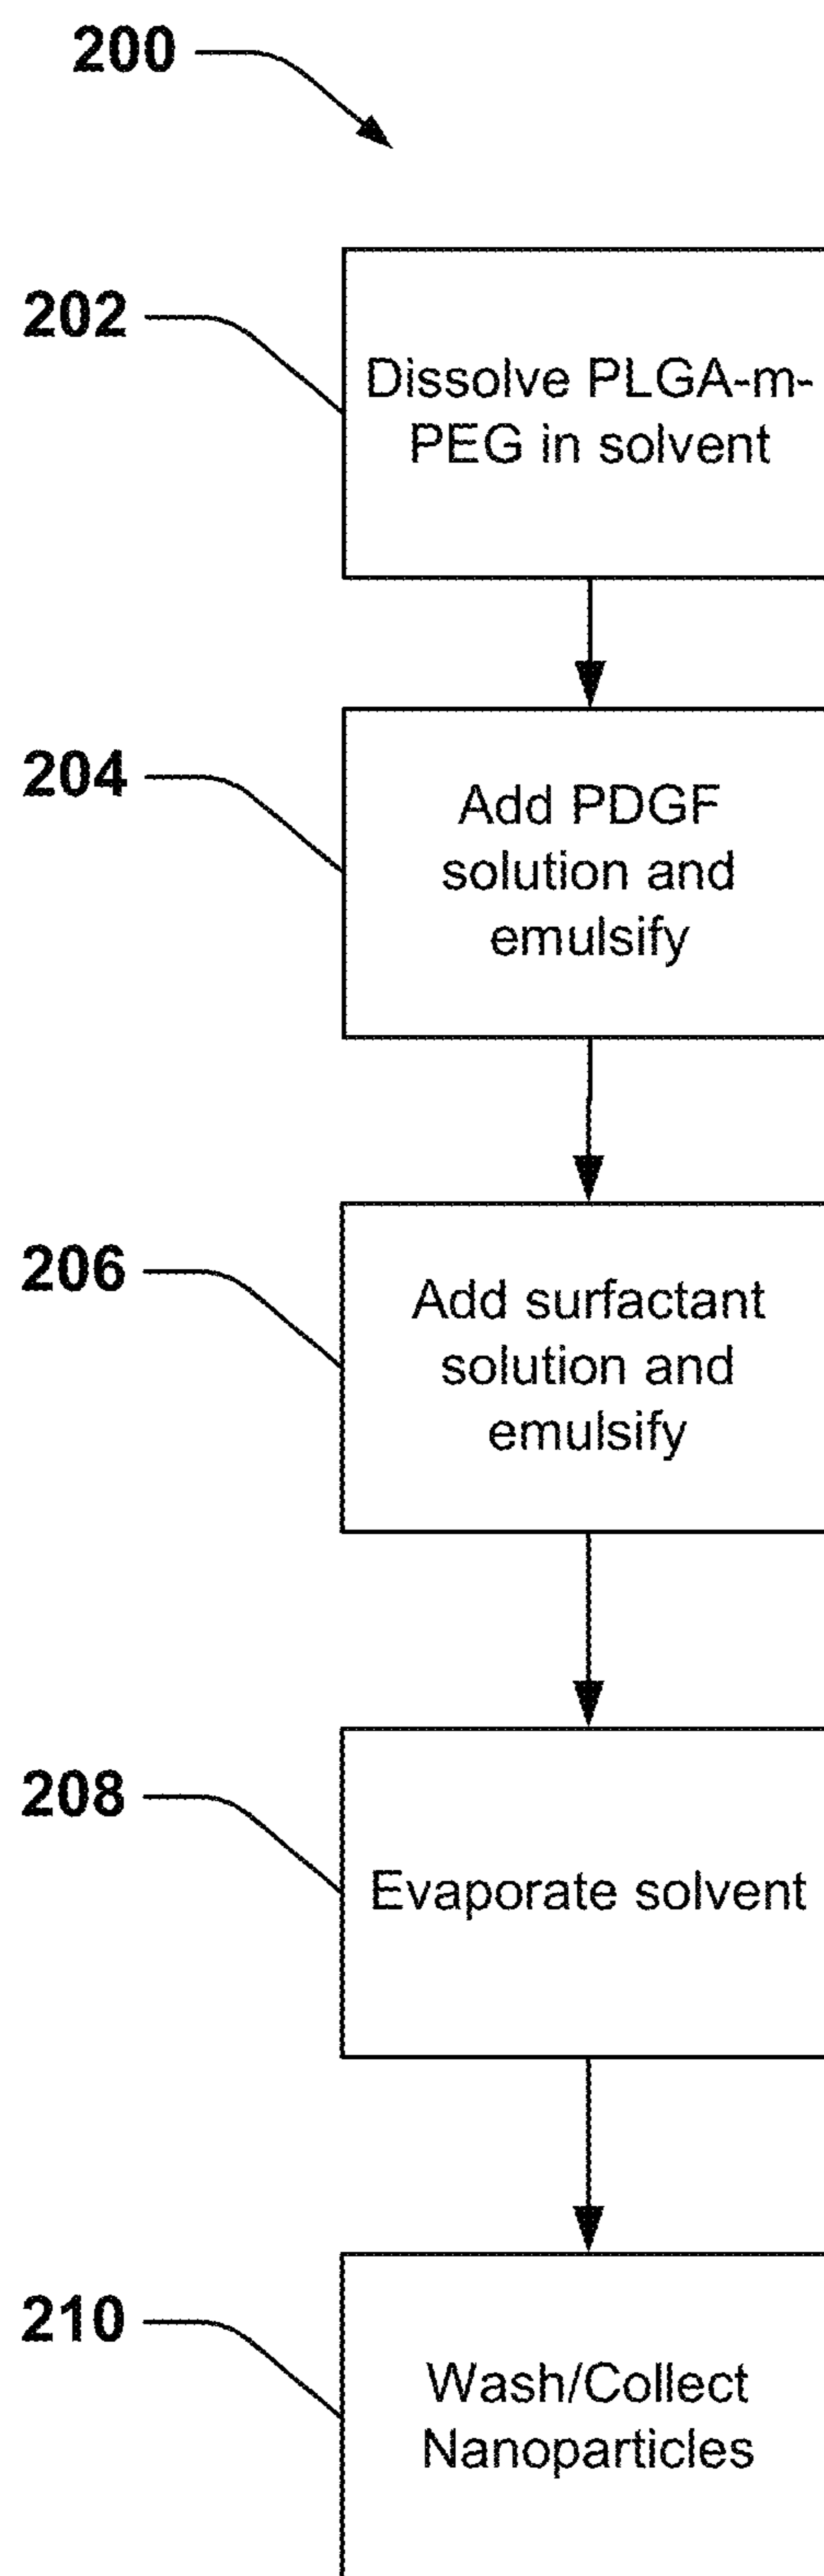 200
202
Dissolve PLGA-m-
PEG in solvent
204
Add PDGF
solution and
emulsify
206
Add surfactant
solution and
emulsify
208
Evaporate solvent
210
Wash/Collect
Nanoparticles